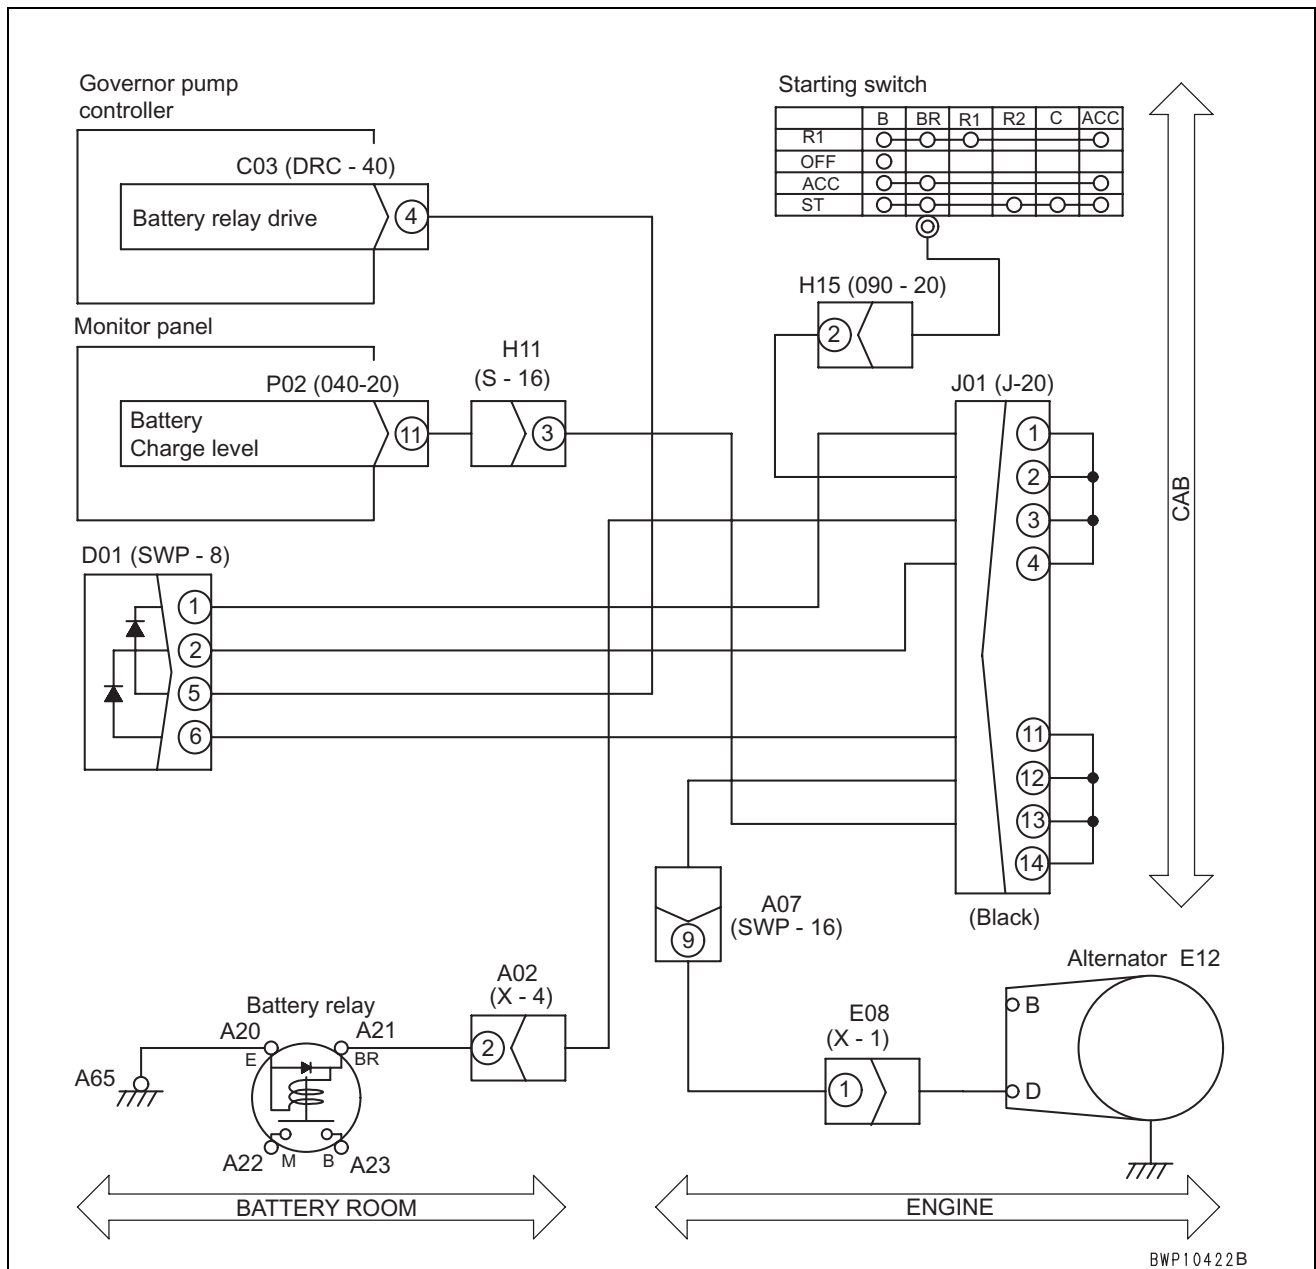 Governor pump
controller
C03 (DRC - 40)
Battery relay drive
4
Starting switch
B BR R1 R2 C ACC
R1
OFF
ACC
ST
H15 (090 - 20)
2
Monitor panel
P02 (040-20)
Battery
Charge level
11
H11
(S - 16)
3
J01 (J-20)
1
2
3
4
11
12
13
14
(Black)
CAB
D01 (SWP - 8)
1
2
5
6
A07
(SWP - 16)
9
Alternator E12
B
D
E08
(X - 1)
1
A02
(X - 4)
2
Battery relay
A20
A21
E
BR
A65
A22
M
B
A23
BATTERY ROOM
ENGINE
BWP10422B